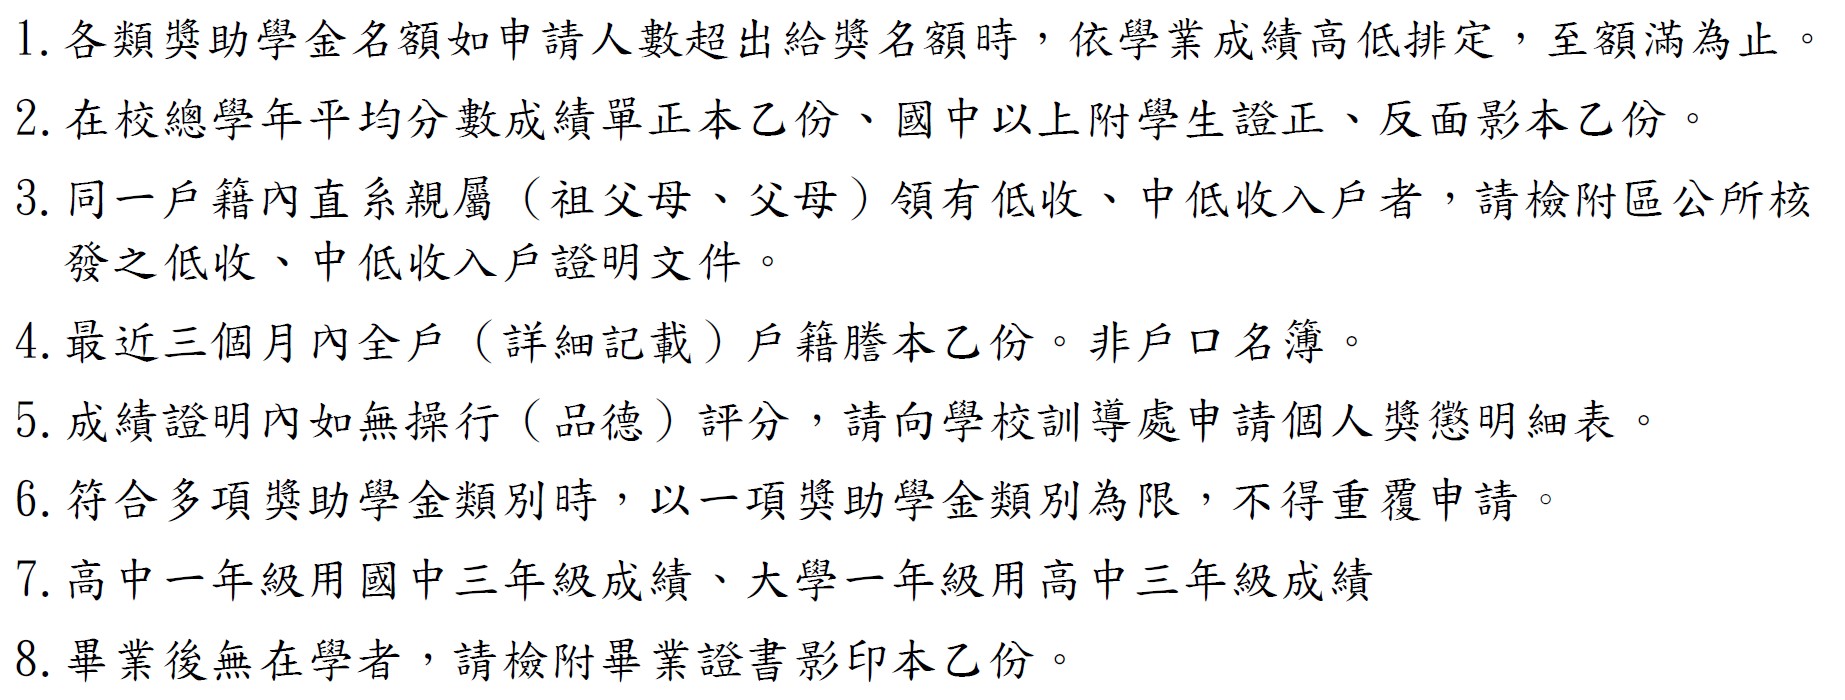 1. 各類獎助學金名額如申請人數超出給獎名額時，依學業成績高低排定，至額滿為止。
2. 在校總學年平均分數成績單正本乙份、國中以上附學生證正、反面影本乙份。
3. 同一戶籍內直系親屬（祖父母、父母）領有低收、中低收入戶者，請檢附區公所核
發之低收、中低收入戶證明文件。
4. 最近三個月內全戶（詳細記載）戶籍謄本乙份。非戶口名簿。
5. 成績證明內如無操行（品德）評分，請向學校訓導處申請個人獎懲明細表。
6. 符合多項獎助學金類別時，以一項獎助學金類別為限，不得重覆申請。
7. 高中一年級用國中三年級成績、大學一年級用高中三年級成績
8. 畢業後無在學者，請檢附畢業證書影印本乙份。